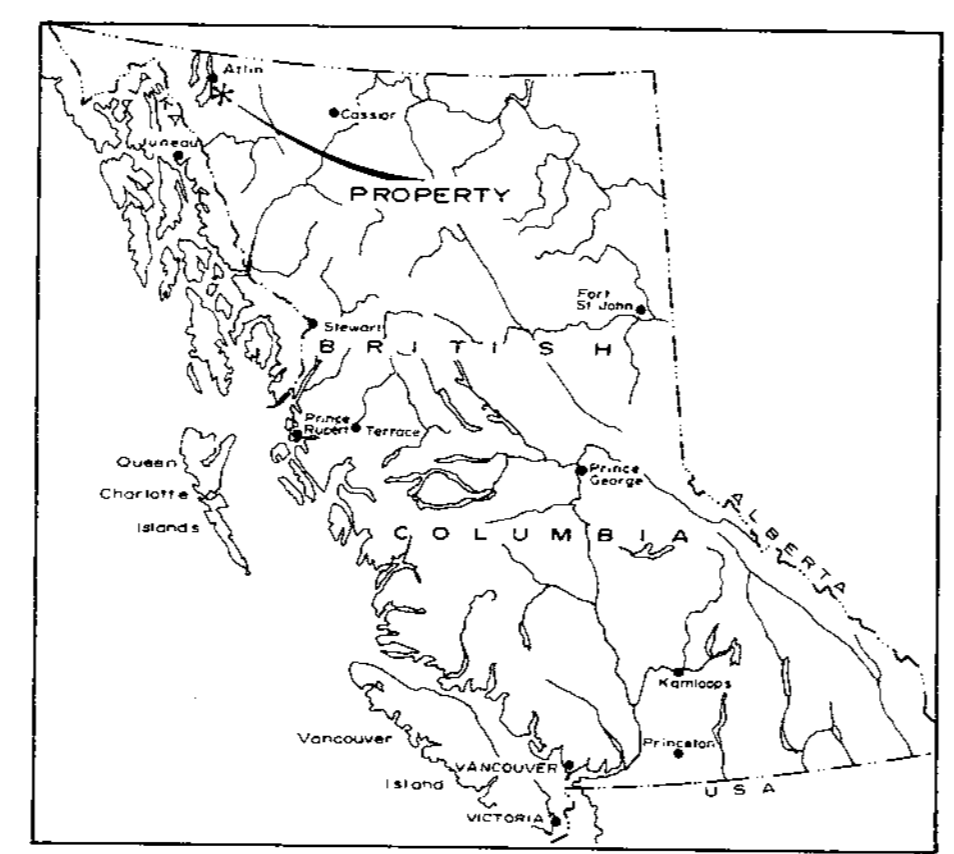 Atlin
Cassiar
Juneau
PROPERTY
Fort
St John
Stewart
BRITISH
Prince
Rupert
Terrace
Queen
Charlotte
Islands
Prince
George
ALBERTA
COLUMBIA
Kamloops
Vancouver
Island
Princeton
VANCOUVER
USA
VICTORIA